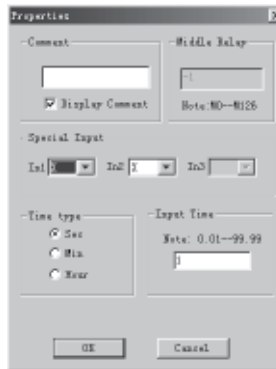 Properties
Comment
Middle Relay
-1
Display Comment
Note:M0--M126
Special Input
In1
In2
X
In3
Time type
Input Time
Sec
Note: 0.01--99.99
Min
1
Hour
OK
Cancel